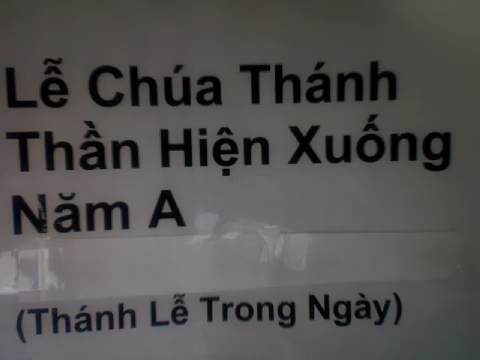 Lễ Chúa Thánh
Thần Hiện Xuống
Năm A
(Thánh Lễ Trong Ngày)